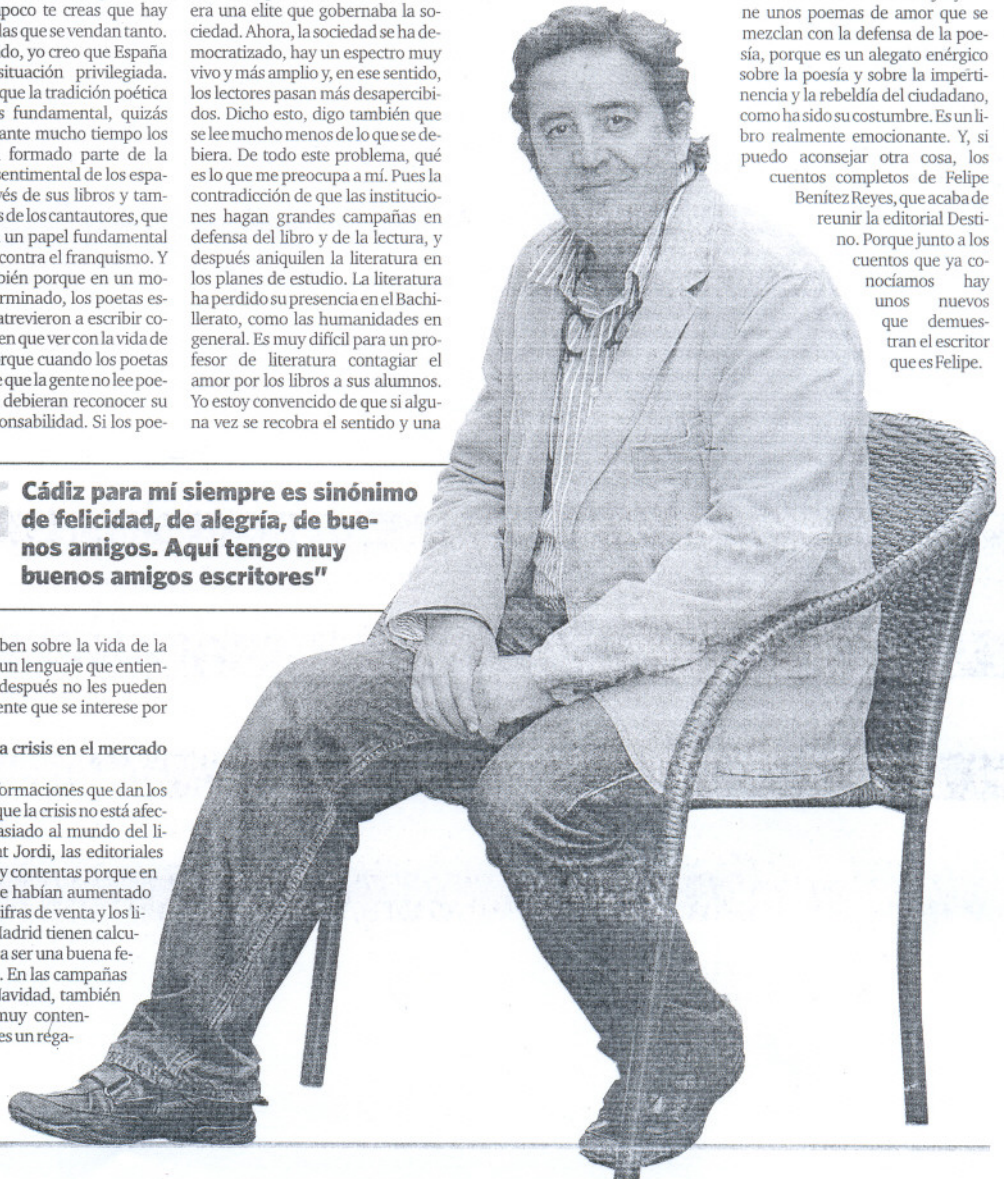 poco te creas que hay
las que se vendan tanto.
do, yo creo que España
situación privilegiada.
que la tradición poética
s fundamental, quizás
ante mucho tiempo los
formado parte de la
sentimental de los espa-
vés de sus libros y tam-
s de los cantautores, que
un papel fundamental
contra el franquismo. Y
bién porque en un mo-
rminado, los poetas es-
atrevieron a escribir co-
en que ver con la vida de
rque cuando los poetas
e que la gente no lee poe-
debieran reconocer su
onsabilidad. Si los poe-
Cádiz para mí siempre es sinónimo
de felicidad, de alegría, de bue-
nos amigos. Aquí tengo muy
buenos amigos escritores”
ben sobre la vida de la
un lenguaje que entien-
después no les pueden
ente que se interese por
a crisis en el mercado
formaciones que dan los
que la crisis no está afec-
asiado al mundo del li-
nt Jordi, las editoriales
y contentas porque en
e habían aumentado
ifras de venta y los li-
Madrid tienen calcu-
a ser una buena fe-
. En las campañas
Navidad, también
muy conten-
es un rega-
era una elite que gobernaba la so-
ciedad. Ahora, la sociedad se ha de-
mocratizado, hay un espectro muy
vivo y más amplio y, en ese sentido,
los lectores pasan más desapercibi-
dos. Dicho esto, digo también que
se lee mucho menos de lo que se de-
biera. De todo este problema, qué
es lo que me preocupa a mí. Pues la
contradicción de que las institucio-
nes hagan grandes campañas en
defensa del libro y de la lectura, y
después aniquilen la literatura en
los planes de estudio. La literatura
ha perdido su presencia en el Bachi-
llerato, como las humanidades en
general. Es muy difícil para un pro-
fesor de literatura contagiar el
amor por los libros a sus alumnos.
Yo estoy convencido de que si algu-
na vez se recobra el sentido y una
ne unos poemas de amor que se
mezclan con la defensa de la poe-
sía, porque es un alegato enérgico
sobre la poesía y sobre la imperti-
nencia y la rebeldía del ciudadano,
como ha sido su costumbre. Es un li-
bro realmente emocionante. Y, si
puedo aconsejar otra cosa, los
cuentos completos de Felipe
Benítez Reyes, que acaba de
reunir la editorial Desti-
no. Porque junto a los
cuentos que ya co-
nocíamos hay
unos nuevos
que demues-
tran el escritor
que es Felipe.